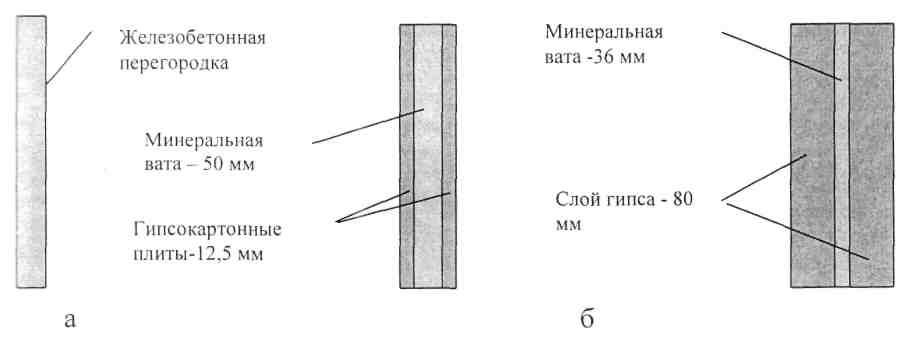 Железобетонная
перегородка
Минеральная
вата – 50 мм
Гипсокартонные
плиты-12,5 мм
а
Минеральная
вата -36 мм
Слой гипса - 80
мм
б